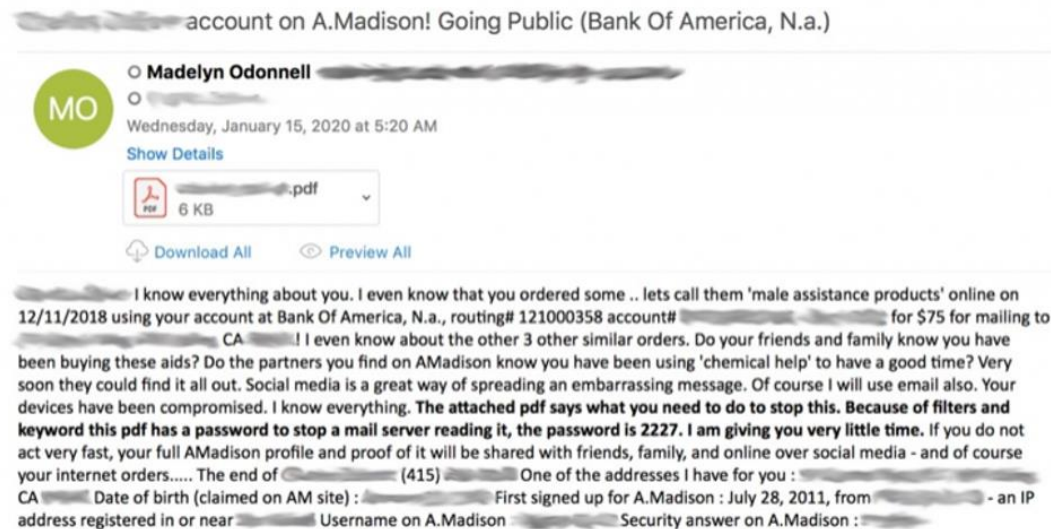 account on A.Madison! Going Public (Bank Of America, N.a.)
MO
Madelyn Odonnell
Wednesday, January 15, 2020 at 5:20 AM
Show Details
PDF
.pdf
6 KB
Download All Preview All
I know everything about you. I even know that you ordered some .. lets call them 'male assistance products' online on
12/11/2018 using your account at Bank Of America, N.a., routing# 121000358 account# for $75 for mailing to
CA ! I even know about the other 3 other similar orders. Do your friends and family know you have
been buying these aids? Do the partners you find on AMadison know you have been using 'chemical help' to have a good time? Very
soon they could find it all out. Social media is a great way of spreading an embarrassing message. Of course I will use email also. Your
devices have been compromised. I know everything. The attached pdf says what you need to do to stop this. Because of filters and
keyword this pdf has a password to stop a mail server reading it, the password is 2227. I am giving you very little time. If you do not
act very fast, your full AMadison profile and proof of it will be shared with friends, family, and online over social media - and of course
your internet orders..... The end of (415) One of the addresses I have for you :
CA Date of birth (claimed on AM site) : First signed up for A.Madison : July 28, 2011, from - an IP
address registered in or near Username on A.Madison Security answer on A.Madison :